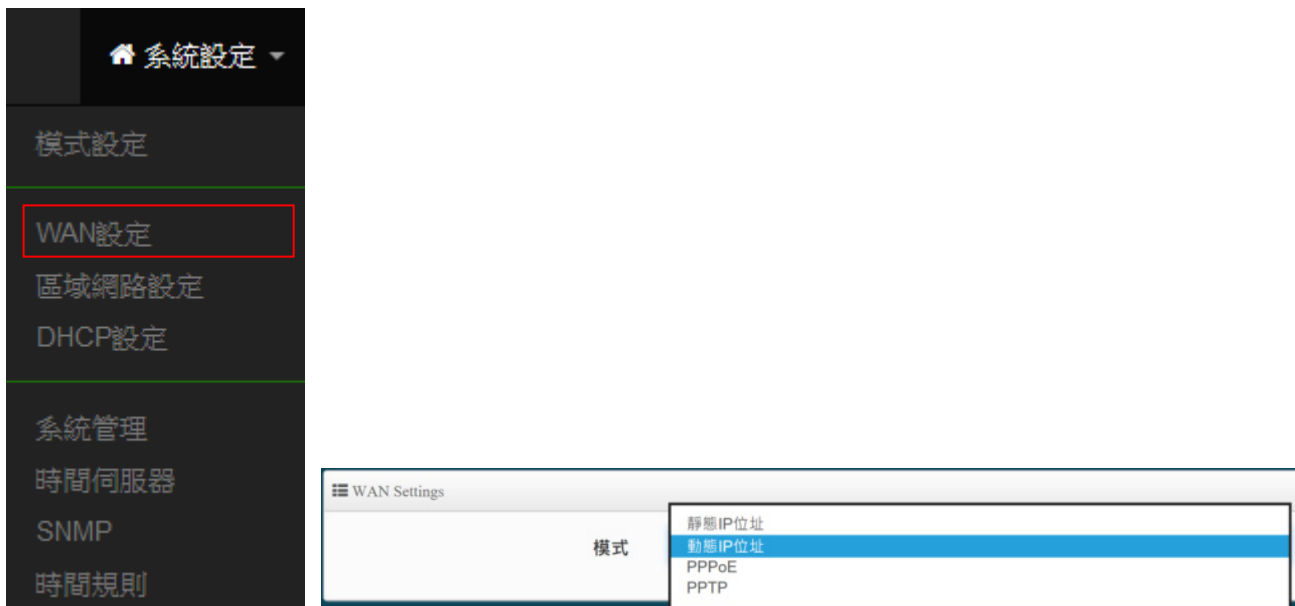 系統設定
模式設定
WAN設定
區域網路設定
DHCP設定
系統管理
時間伺服器
SNMP
時間規則
WAN Settings
模式
靜態IP位址
動態IP位址
PPPoE
PPTP